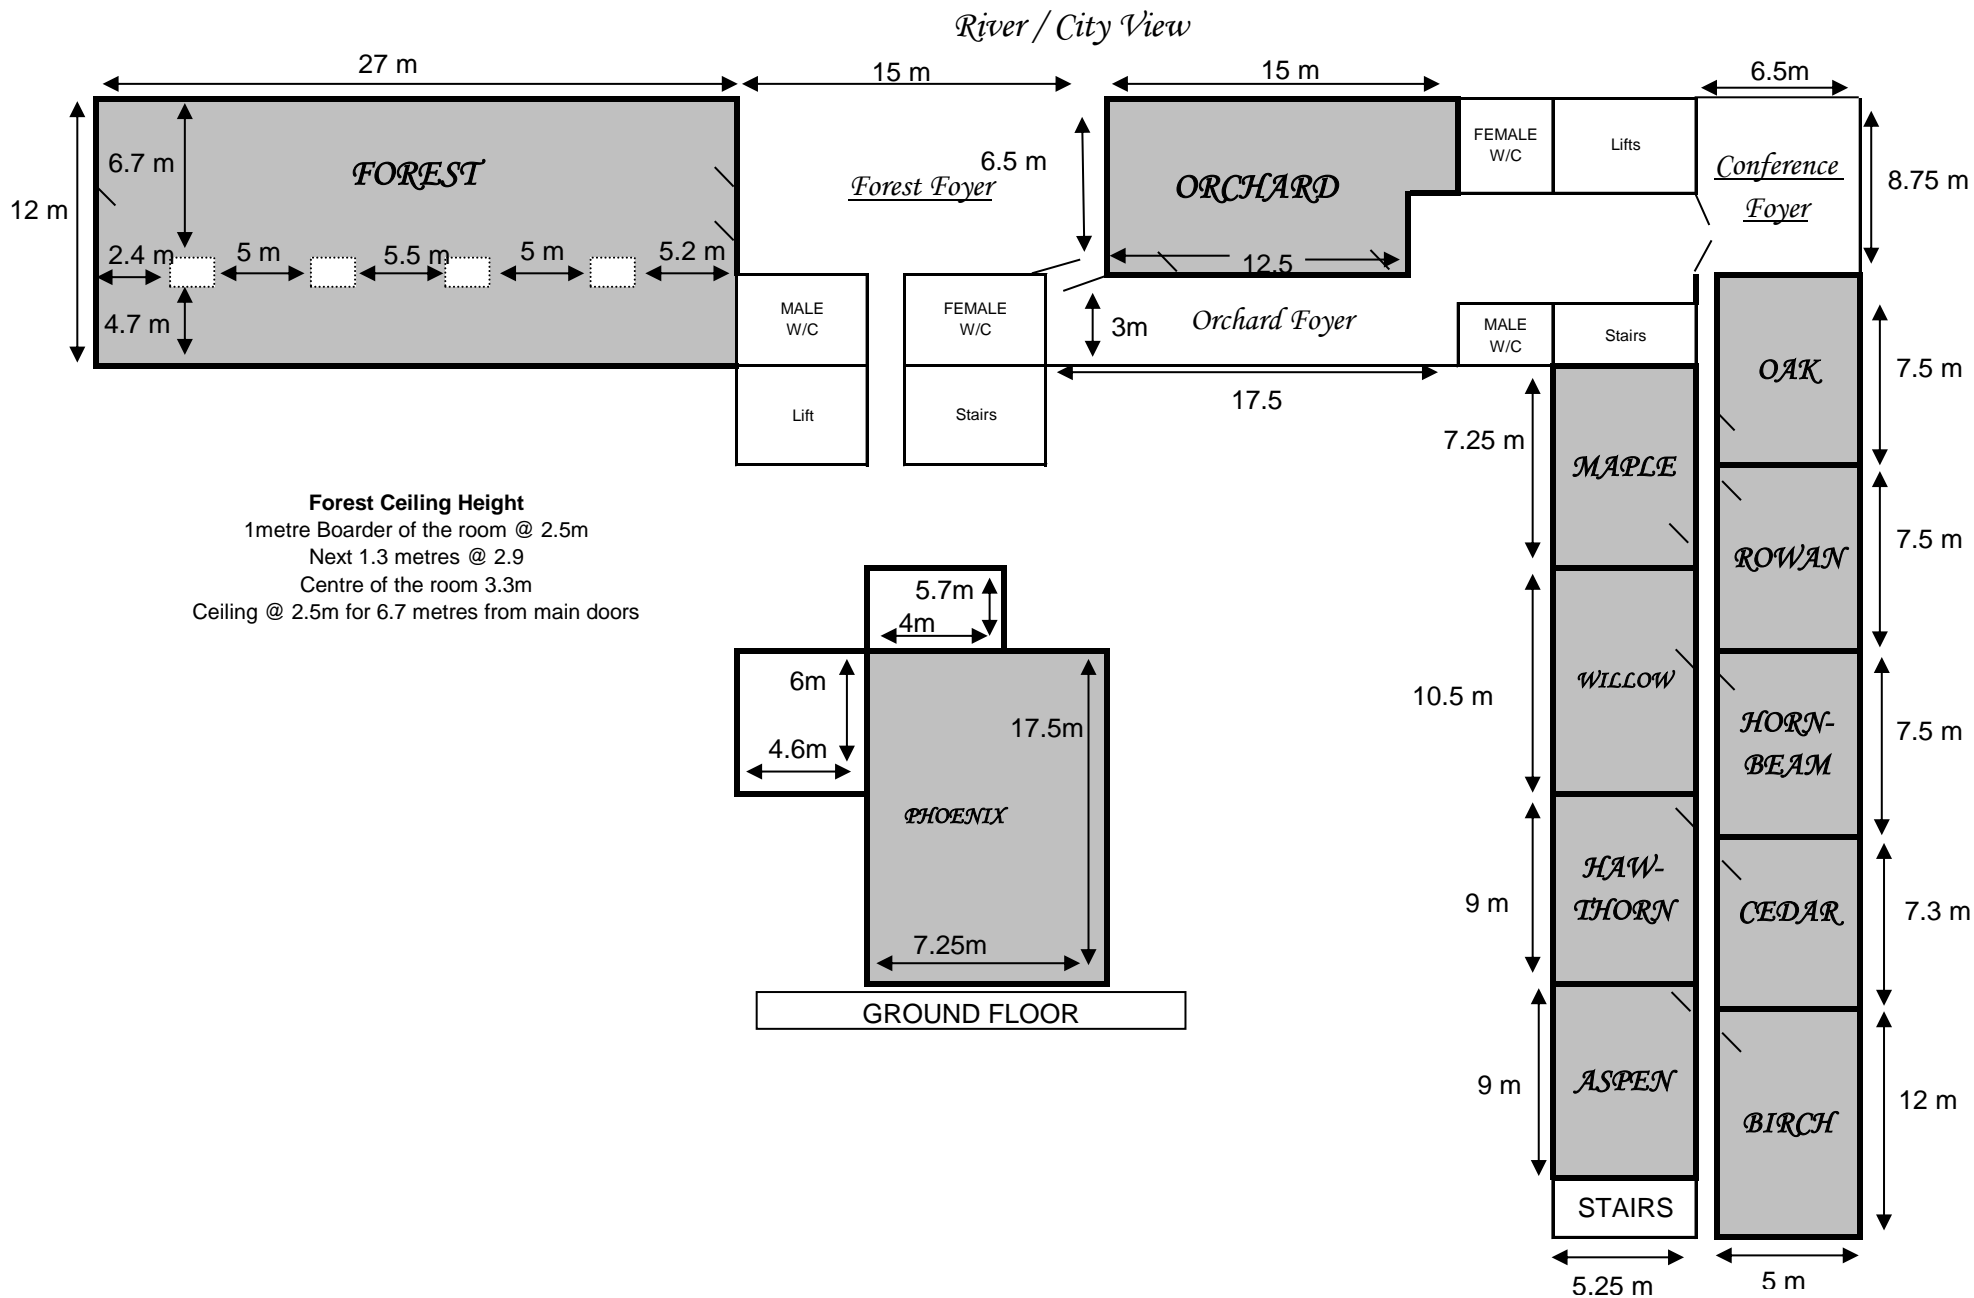 River / City View
27 m
15 m
15 m
6.5m
12 m
6.7 m
FOREST
2.4 m
5 m
5.5 m
5 m
5.2 m
4.7 m
Forest Foyer
6.5 m
ORCHARD
12.5
FEMALE
W/C
Lifts
Conference
Foyer
8.75 m
MALE
W/C
FEMALE
W/C
3m
Orchard Foyer
MALE
W/C
Stairs
Lift
Stairs
17.5
OAK
7.5 m
7.25 m
MAPLE
ROWAN
7.5 m
Forest Ceiling Height
1metre Boarder of the room @ 2.5m
Next 1.3 metres @ 2.9
Centre of the room 3.3m
Ceiling @ 2.5m for 6.7 metres from main doors
5.7m
4m
6m
4.6m
17.5m
PHOENIX
7.25m
GROUND FLOOR
10.5 m
WILLOW
HORN-
BEAM
7.5 m
9 m
HAW-
THORN
CEDAR
7.3 m
9 m
ASPEN
BIRCH
12 m
STAIRS
5.25 m
5 m